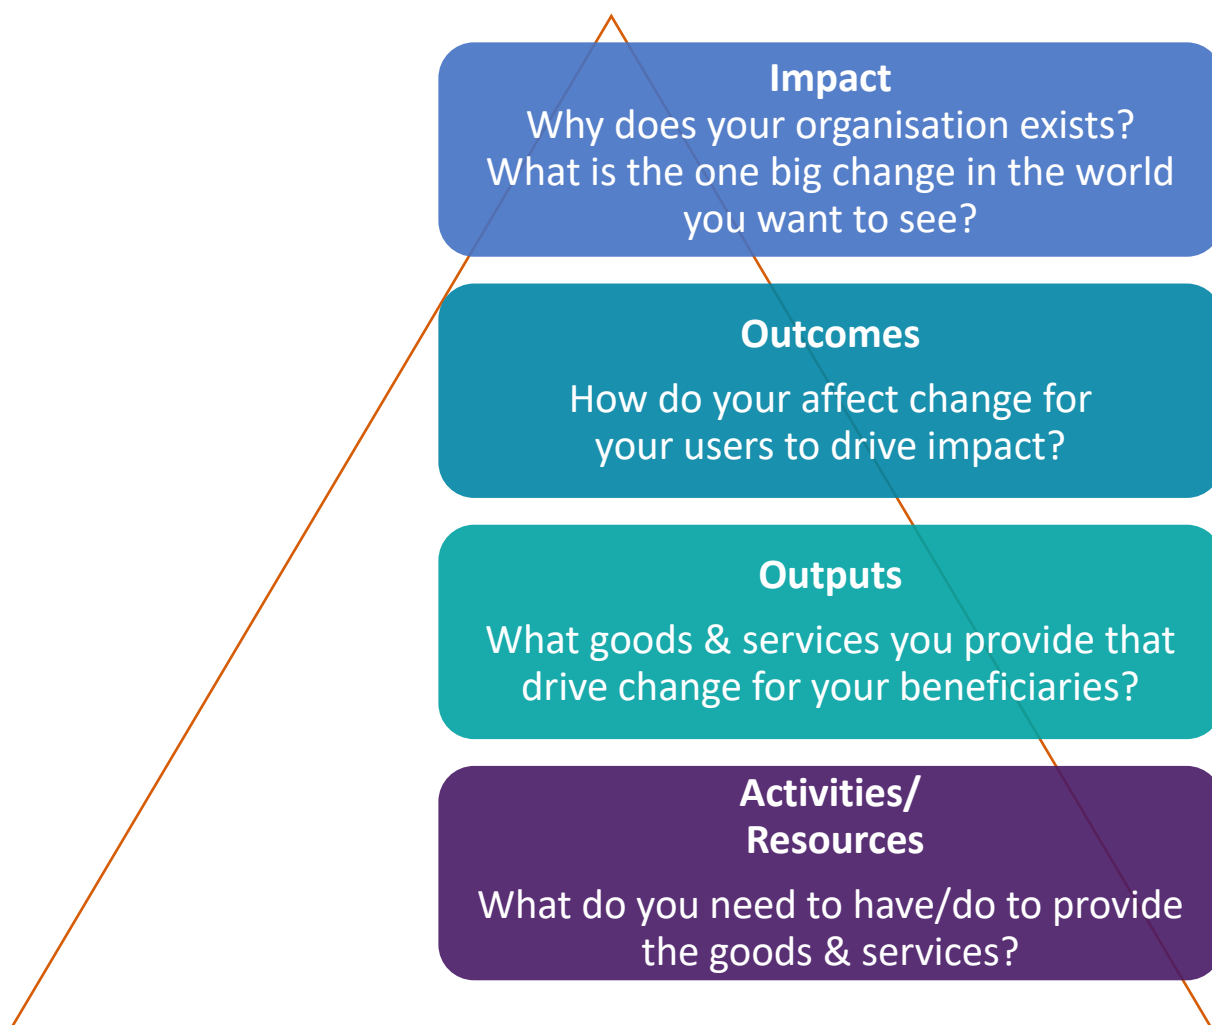 Impact
Why does your organisation exists?
What is the one big change in the world
you want to see?
Outcomes
How do your affect change for
your users to drive impact?
Outputs
What goods & services you provide that
drive change for your beneficiaries?
Activities/
Resources
What do you need to have/do to provide
the goods & services?